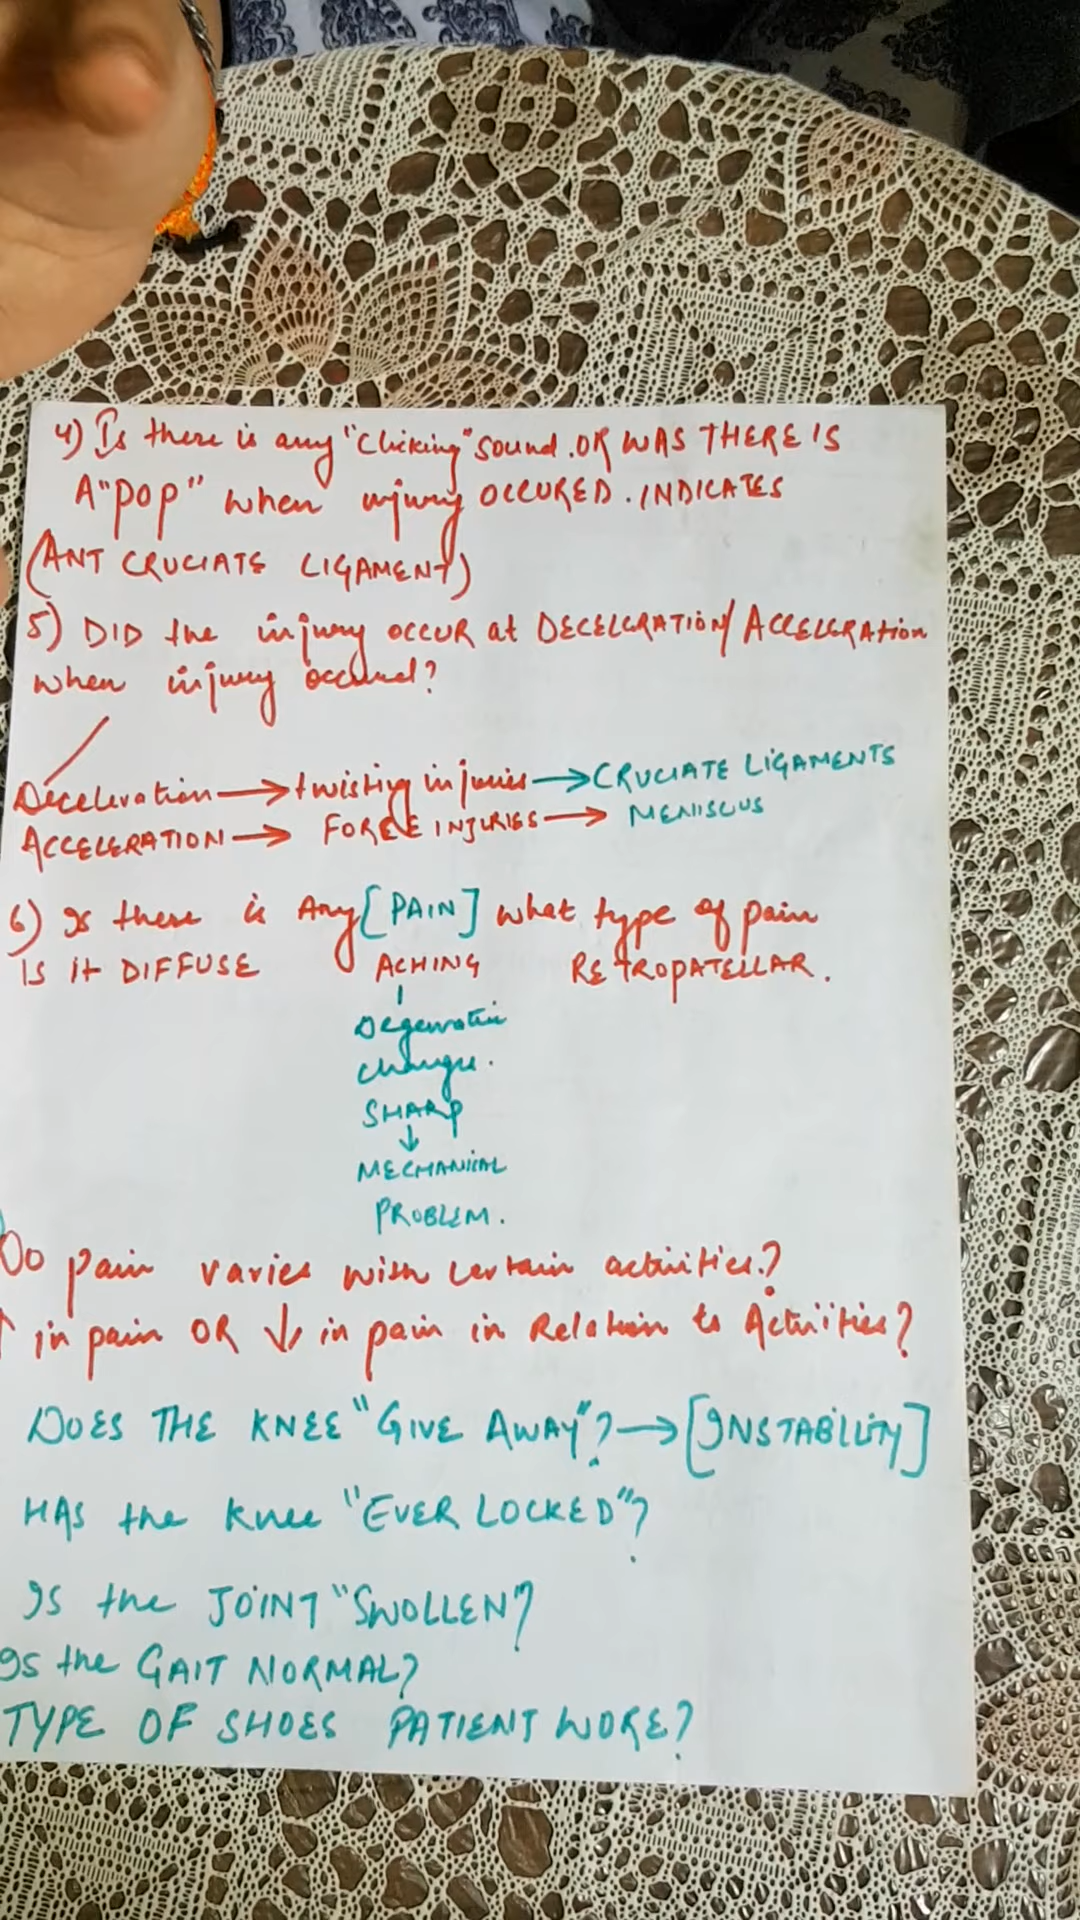 4) Is there is any "clicking" sound. OR WAS THERE IS
A "POP" when injury OCCURED. INDICATES
(ANT CRUCIATE LIGAMENT)
5) DID the injury OCCUR at DECELERATION/ACCELERAtion
when injury occured?
Deceleration → twisting injuries → CRUCIATE LIGAMENTS
ACCELERATION → FORCE INJURIES → MENISCUS
6) Is there is Any [PAIN] what type of pain
IS it DIFFUSE ACHING RETROPATELLAR.
Degenrative
changes.
SHARP
↓
MECHANICAL
PROBLEM.
Do pain varies with certain activities?
↑ in pain OR ↓ in pain in Relation to Activities?
DOES THE KNEE "GIVE AWAY"? → [INSTABILITY]
HAS the knee "EVER LOCKED"?
Is the JOINT "SWOLLEN?
Is the GAIT NORMAL?
TYPE OF SHOES PATIENT WORE?